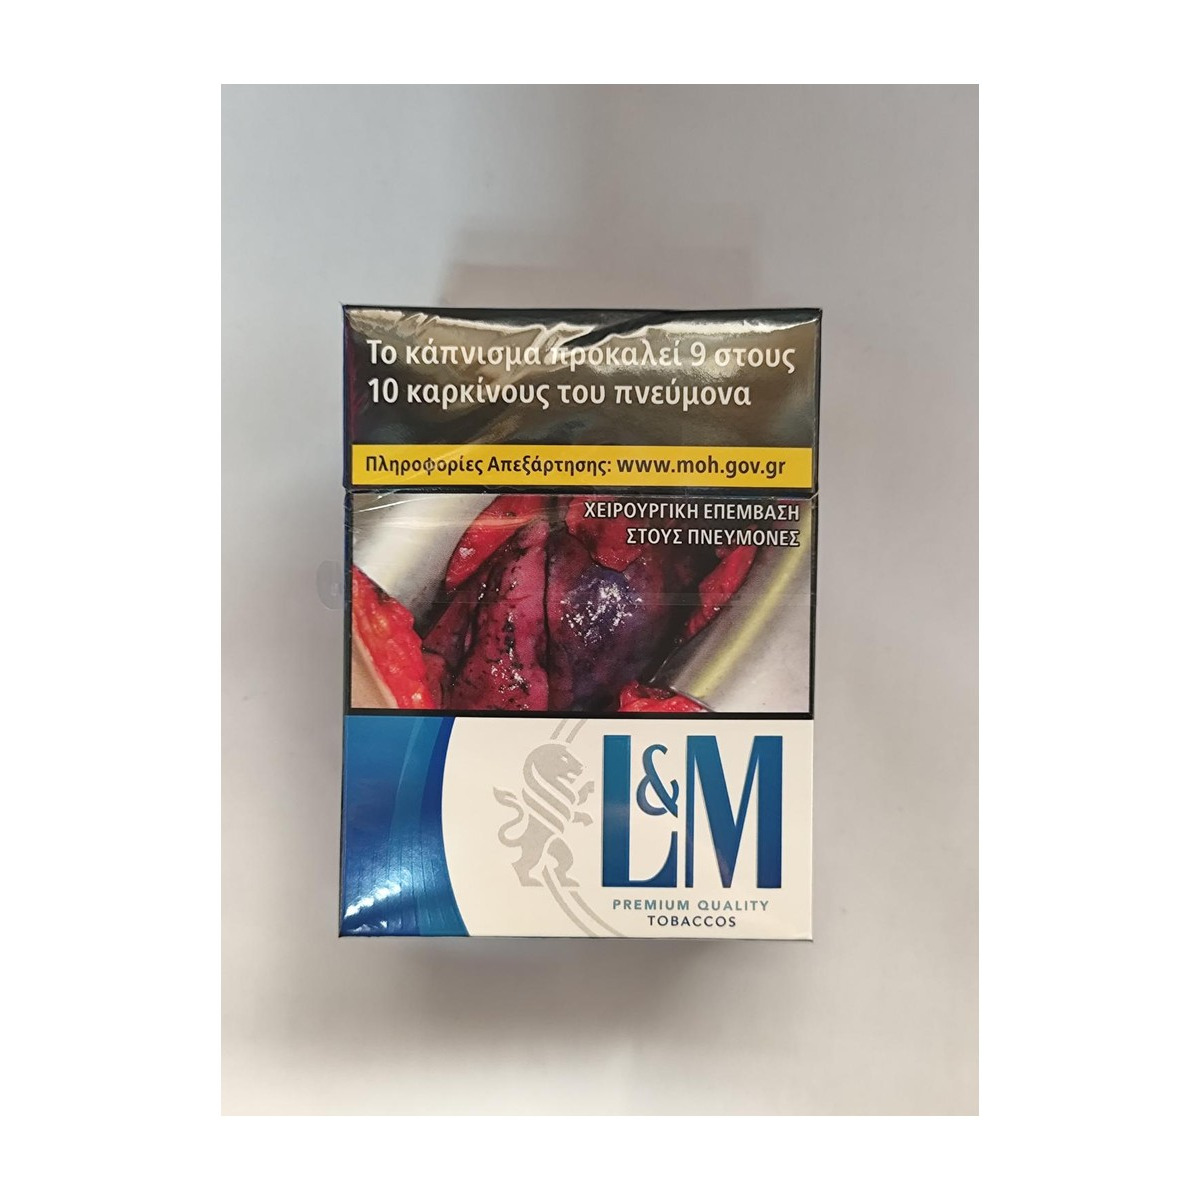 Το κάπνισμα προκαλεί 9 στους
10 καρκίνους του πνεύμονα
Πληροφορίες Απεξάρτησης: www.moh.gov.gr
ΧΕΙΡΟΥΡΓΙΚΗ ΕΠΕΜΒΑΣΗ
ΣΤΟΥΣ ΠΝΕΥΜΟΝΕΣ
L&M
PREMIUM QUALITY
TOBACCOS